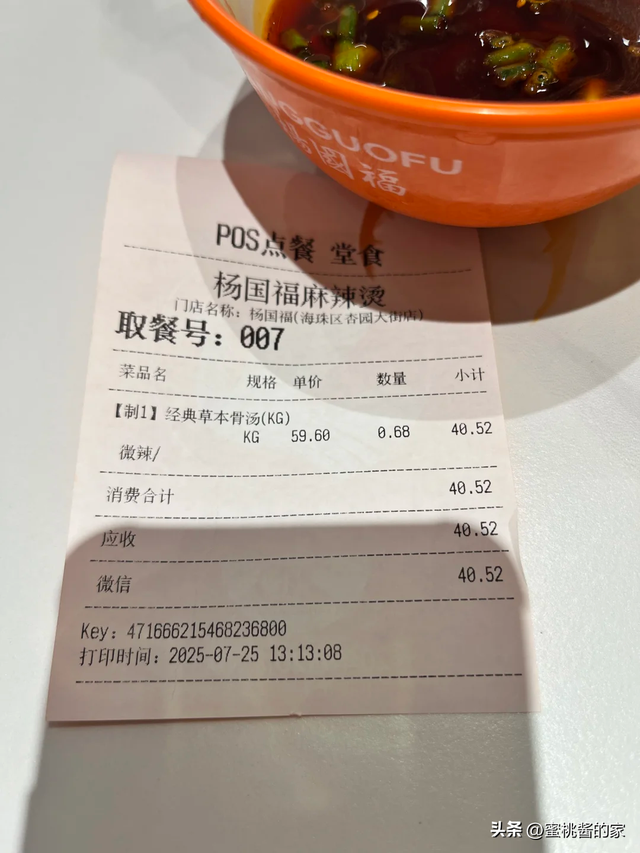 NGGUOFU
國福
POS点餐 堂食
杨国福麻辣烫
门店名称：杨国福(海珠区杏园大街店)
取餐号：007
菜品名 规格 单价 数量 小计
【制1】经典草本骨汤(KG)
KG 59.60 0.68 40.52
微辣/
消费合计 40.52
应收 40.52
微信 40.52
Key：471666215468236800
打印时间：2025-07-25 13:13:08
头条 @蜜桃酱的家